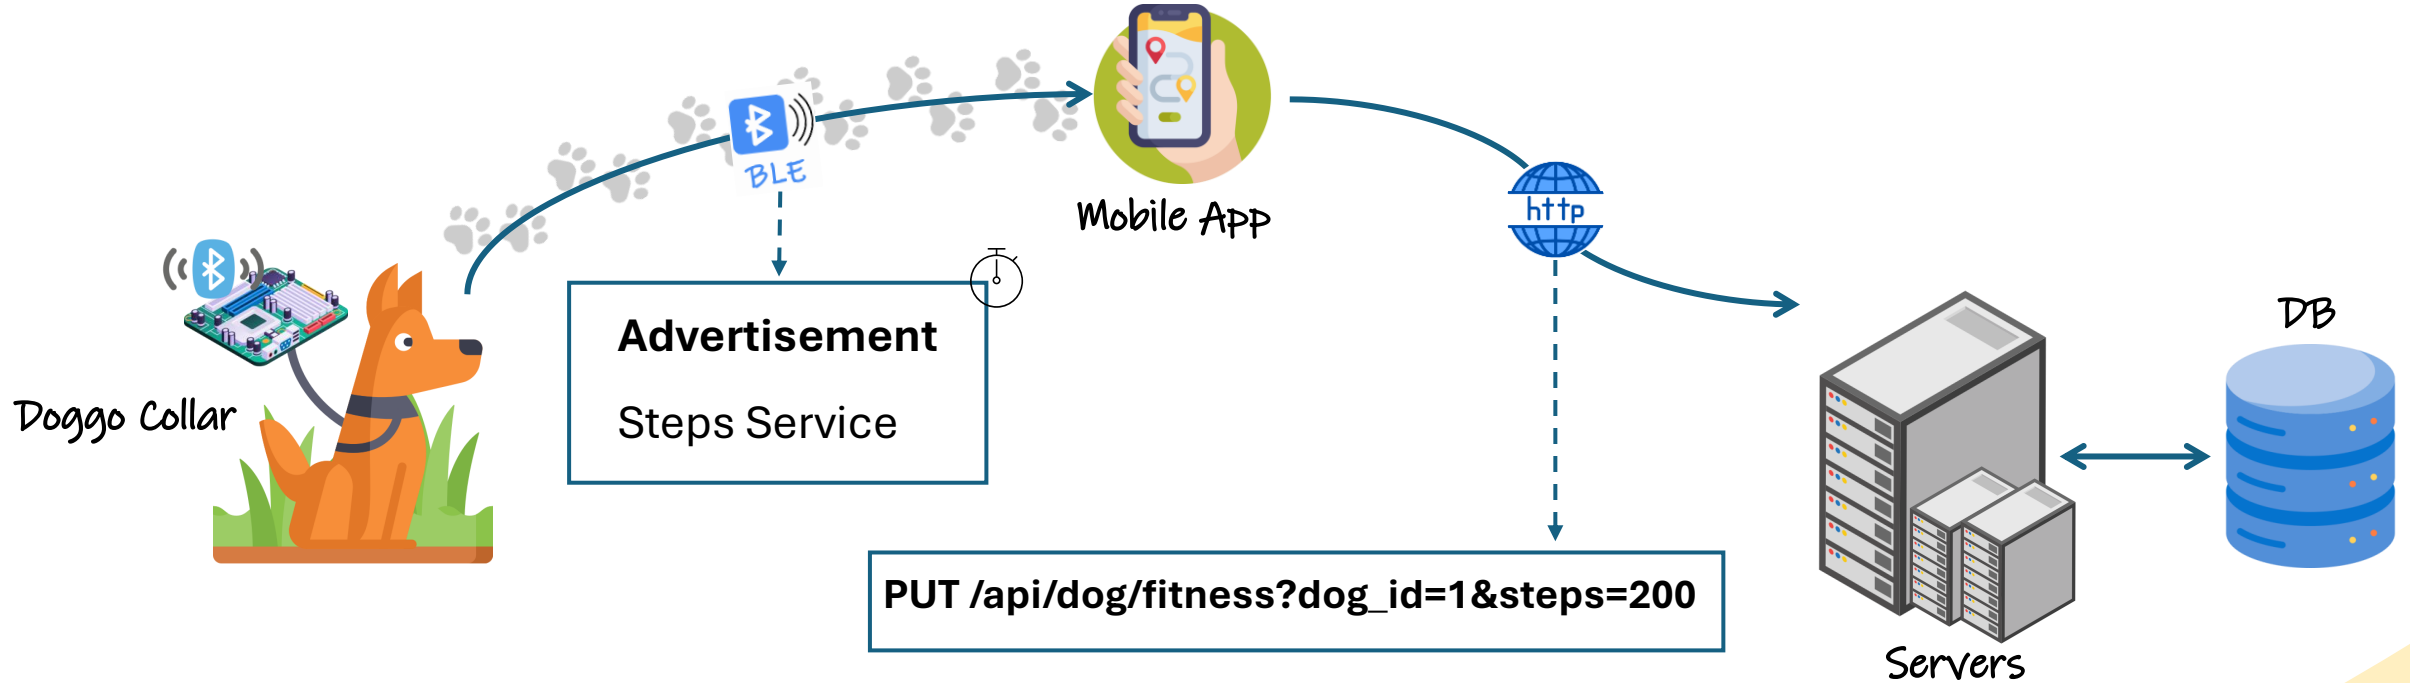 BLE
Mobile App
http
Doggo Collar
Advertisement
Steps Service
DB
PUT /api/dog/fitness?dog_id=1&steps=200
Servers